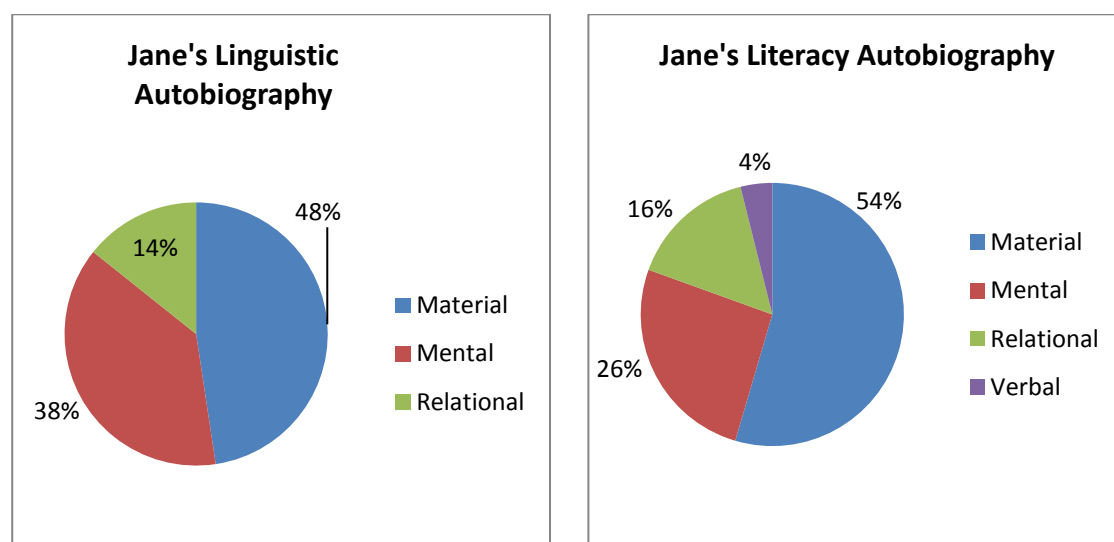 Jane's Linguistic
Autobiography
48%
14%
38%
Material
Mental
Relational
Jane's Literacy Autobiography
4%
54%
16%
26%
Material
Mental
Relational
Verbal